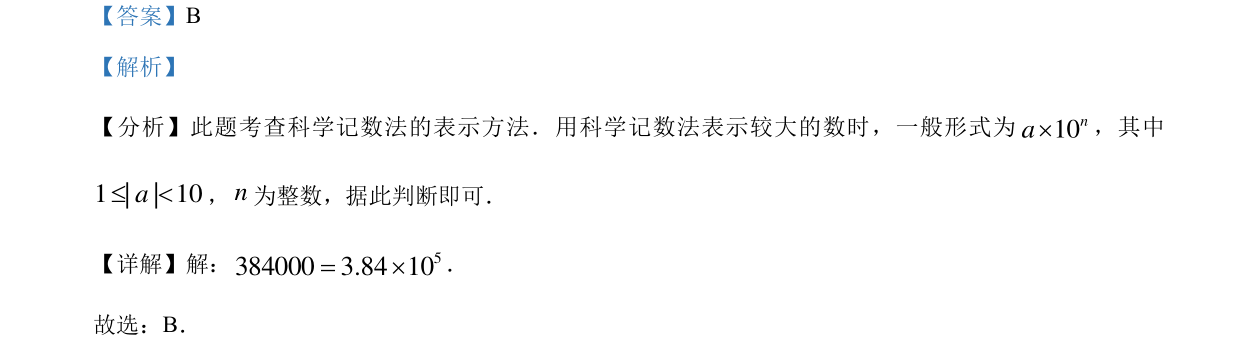 【答案】B
【解析】
【分析】此题考查科学记数法的表示方法．用科学记数法表示较大的数时，一般形式为 a×10ⁿ，其中
1≤|a|<10，n 为整数，据此判断即可．
【详解】解：384000=3.84×10⁵．
故选：B．